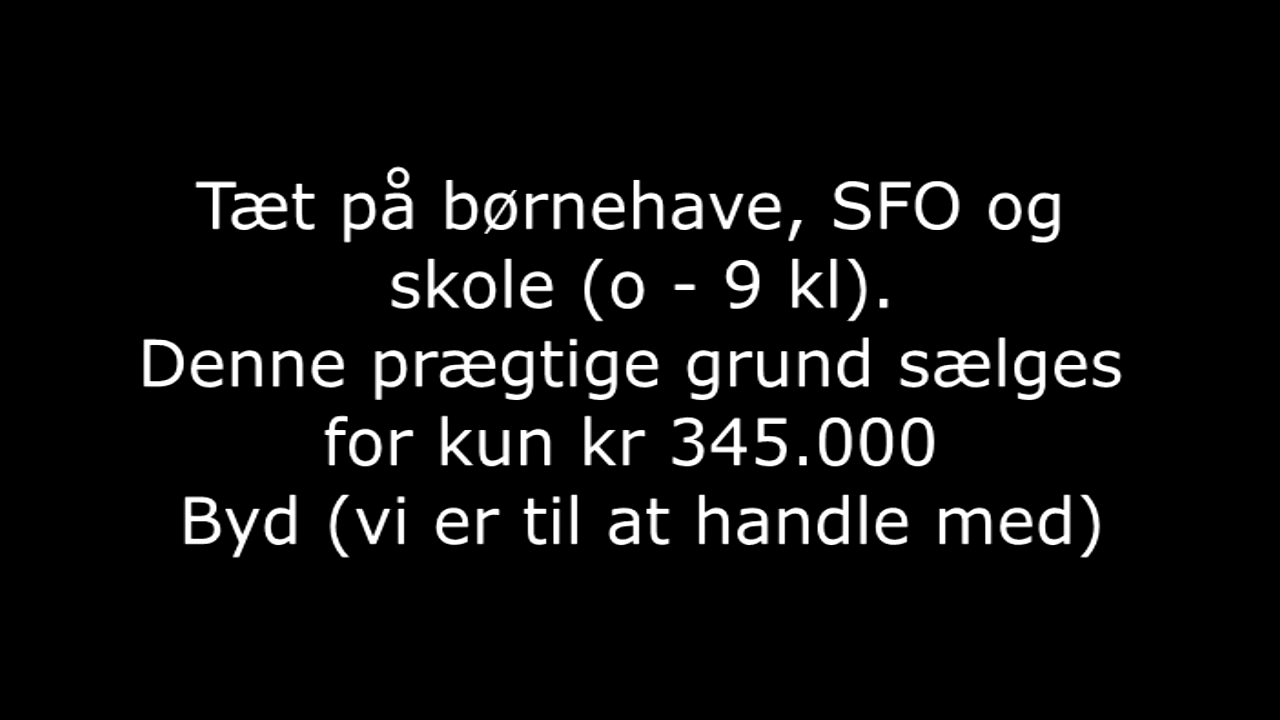 Tæt på børnehave, SFO og
skole (o - 9 kl).
Denne prægtige grund sælges
for kun kr 345.000
Byd (vi er til at handle med)